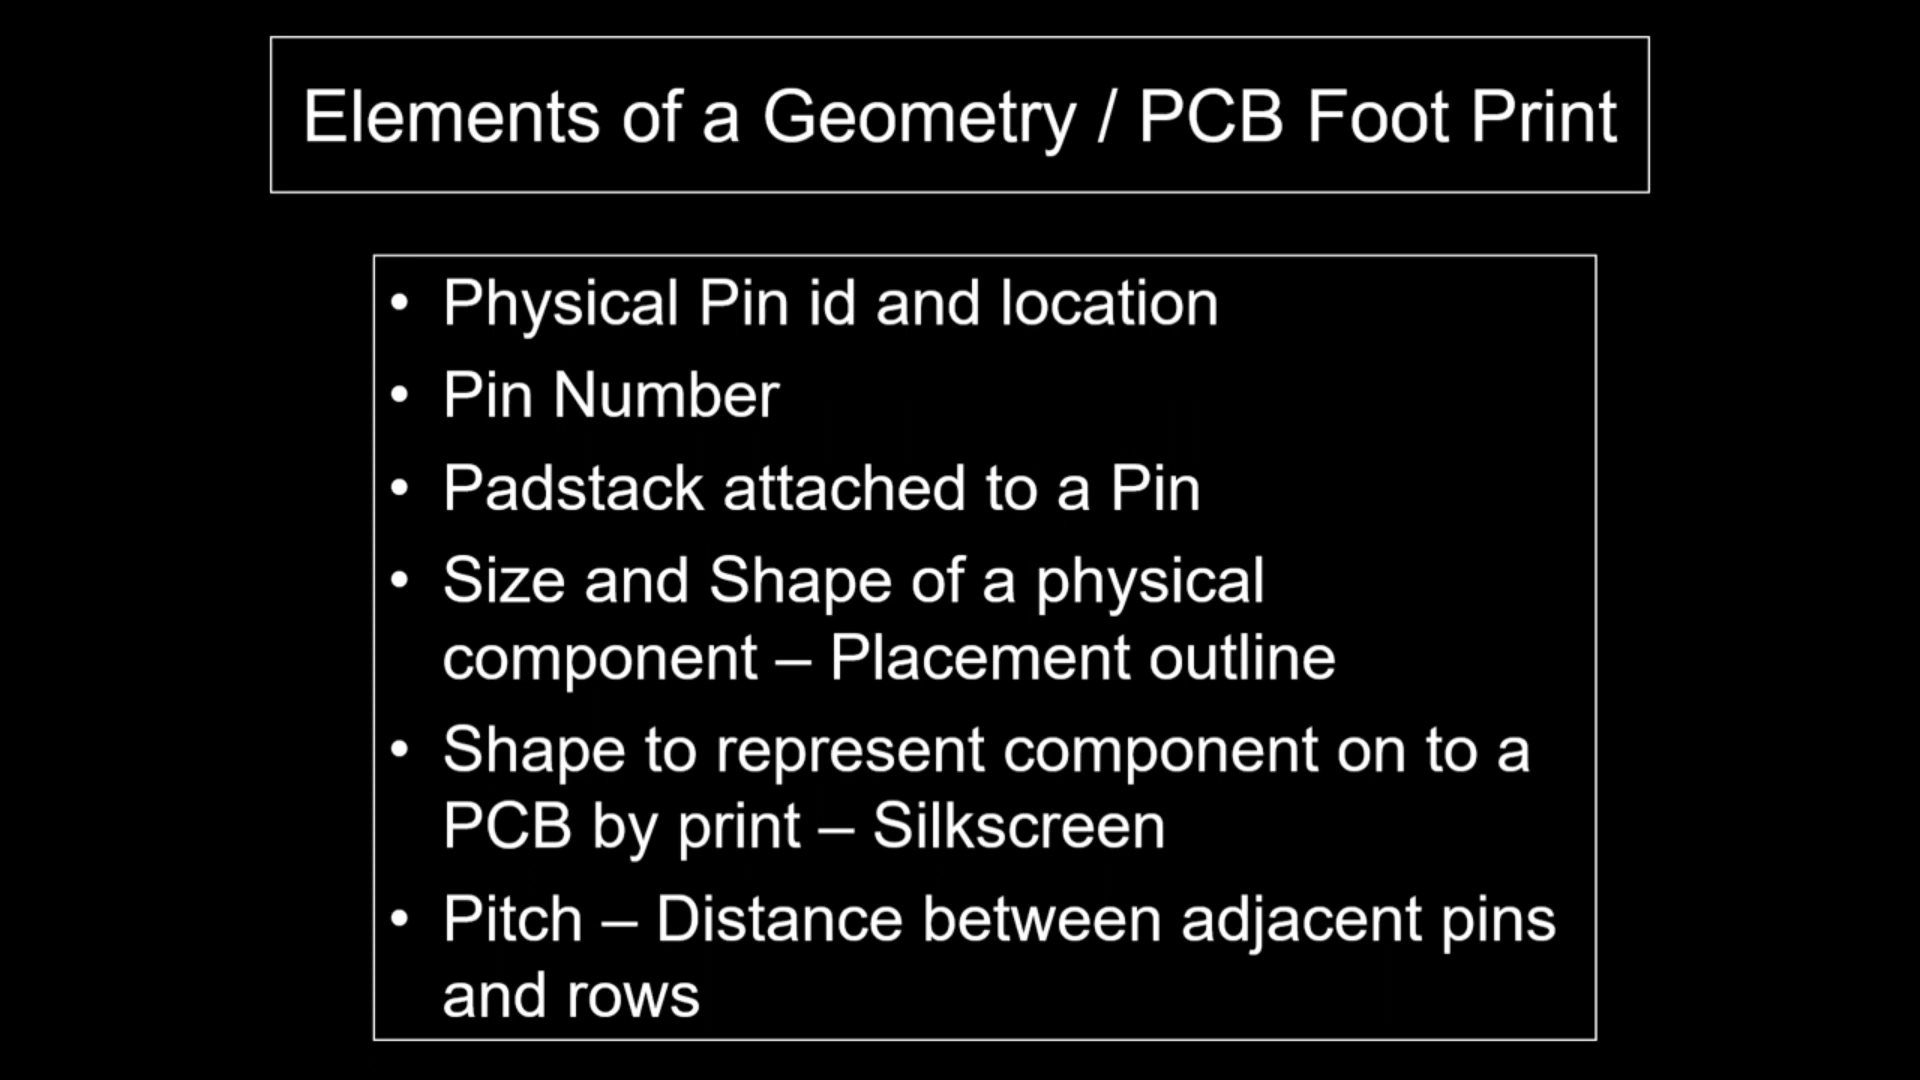 Elements of a Geometry / PCB Foot Print
• Physical Pin id and location
• Pin Number
• Padstack attached to a Pin
• Size and Shape of a physical
component – Placement outline
• Shape to represent component on to a
PCB by print – Silkscreen
• Pitch – Distance between adjacent pins
and rows